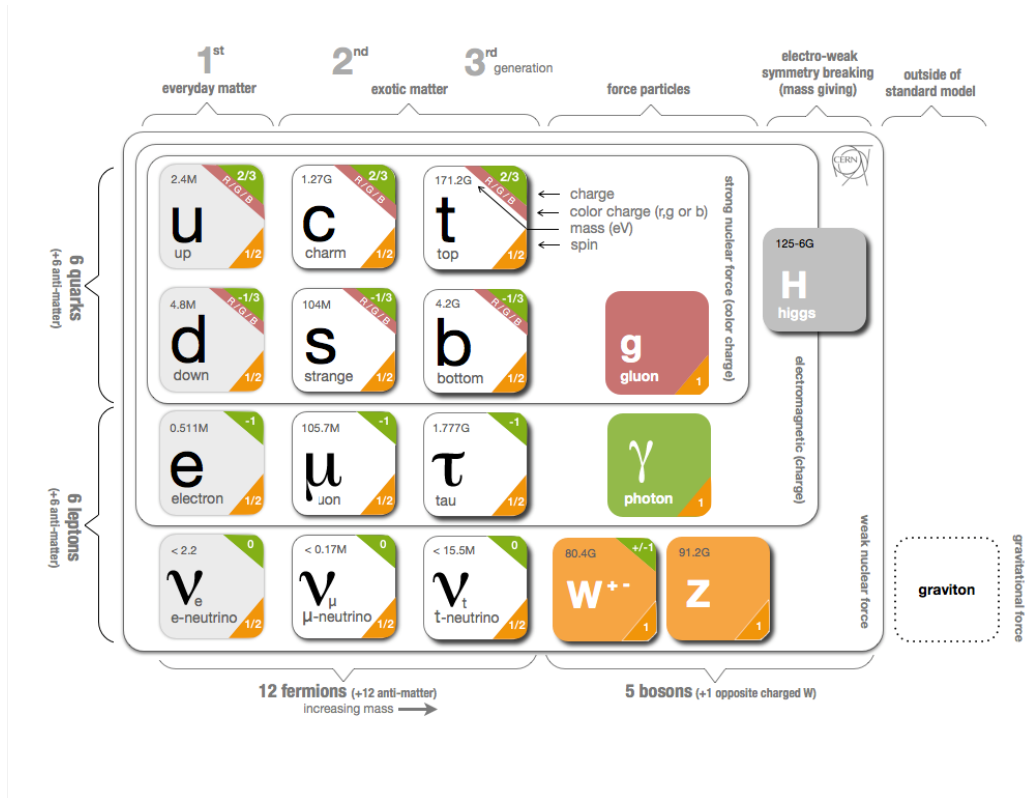 1st
2nd
3rd generation
everyday matter
exotic matter
force particles
electro-weak
symmetry breaking
(mass giving)
outside of
standard model
6 quarks
(+6 anti-matter)
6 leptons
(+6 anti-matter)
2.4M
2/3
R/G/B
u
up
1/2
1.27G
2/3
R/G/B
c
charm
1/2
171.2G
2/3
R/G/B
t
top
1/2
charge
color charge (r,g or b)
mass (eV)
spin
strong nuclear force (color charge)
CERN
125-6G
H
higgs
4.8M
-1/3
R/G/B
d
down
1/2
104M
-1/3
R/G/B
s
strange
1/2
4.2G
-1/3
R/G/B
b
bottom
1/2
g
gluon
1
electromagnetic (charge)
0.511M
-1
e
electron
1/2
105.7M
-1
μ
uon
1/2
1.777G
-1
τ
tau
1/2
γ
photon
1
weak nuclear force
< 2.2
0
νe
e-neutrino
1/2
< 0.17M
0
νμ
μ-neutrino
1/2
< 15.5M
0
νt
t-neutrino
1/2
80.4G
+/-1
W+-
1
91.2G
Z
1
graviton
gravitational force
12 fermions (+12 anti-matter)
increasing mass
5 bosons (+1 opposite charged W)